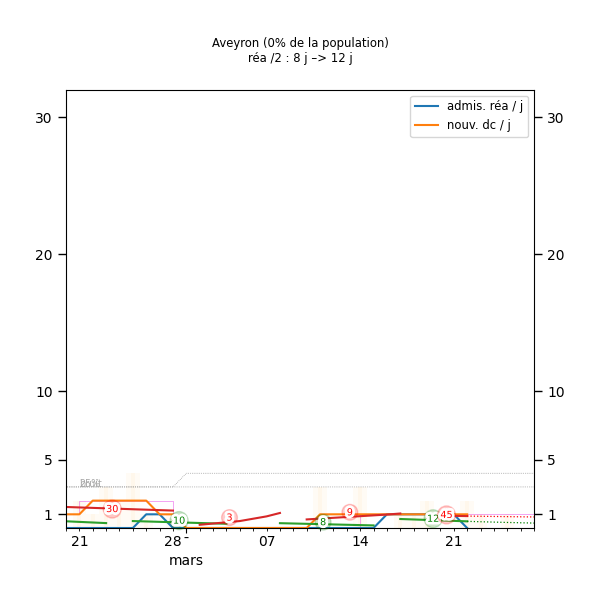 Aveyron (0% de la population)
réa /2 : 8 j –> 12 j
admis. réa / j
nouv. dc / j
30 30
20 20
10 10
5 5
1 1
30 10 3 8 9 12 45
21 28 - 07 14 21
mars